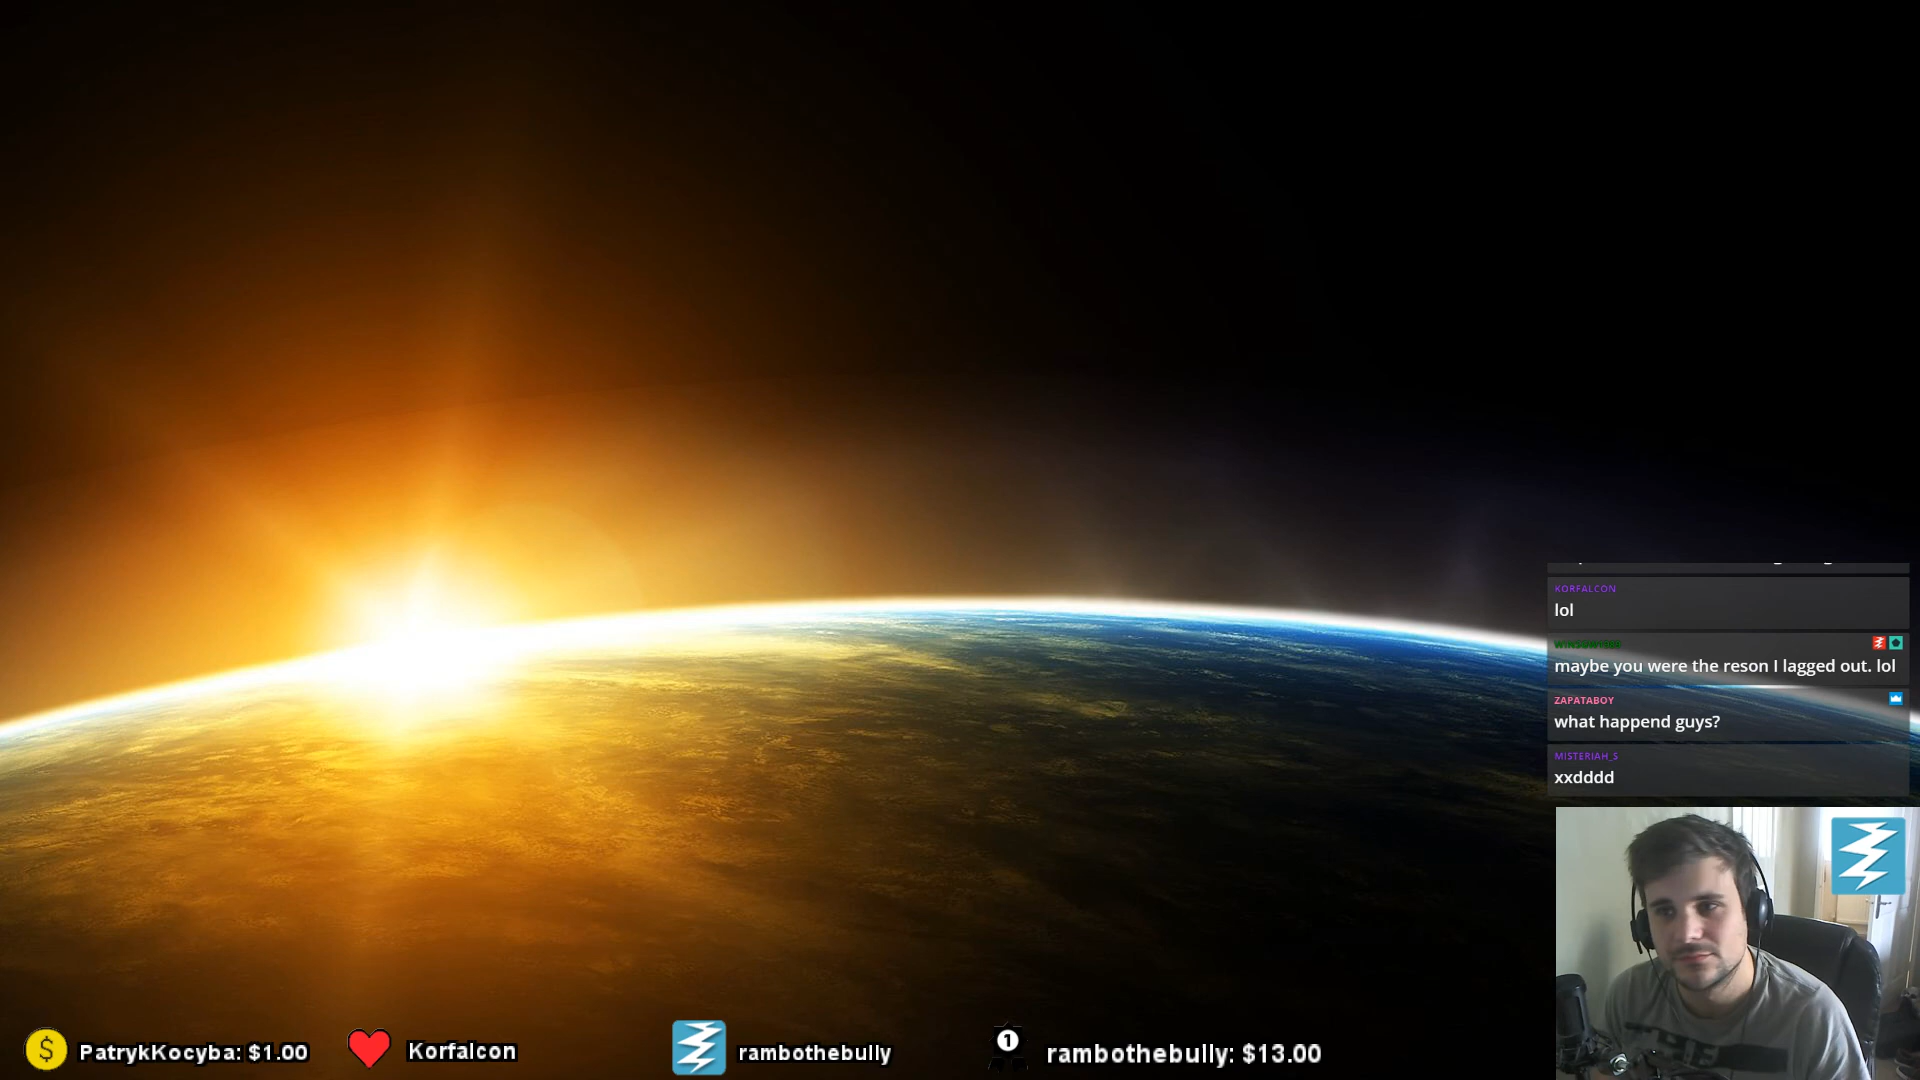 KORFALCON
lol
maybe you were the reson I lagged out. lol
ZAPATABOY
what happend guys?
MISTERIAH_S
xxdddd
THE
$ PatrykKocyba: $1.00
Korfalcon
rambothebully
1 rambothebully: $13.00